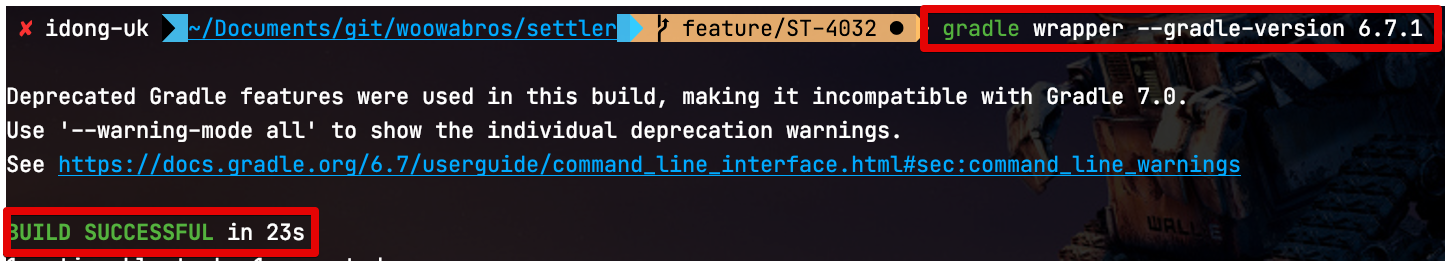 ✘ idong-uk ~/Documents/git/woowabros/settler feature/ST-4032 ● gradle wrapper --gradle-version 6.7.1
Deprecated Gradle features were used in this build, making it incompatible with Gradle 7.0.
Use '--warning-mode all' to show the individual deprecation warnings.
See https://docs.gradle.org/6.7/userguide/command_line_interface.html#sec:command_line_warnings
WALL·E
BUILD SUCCESSFUL in 23s